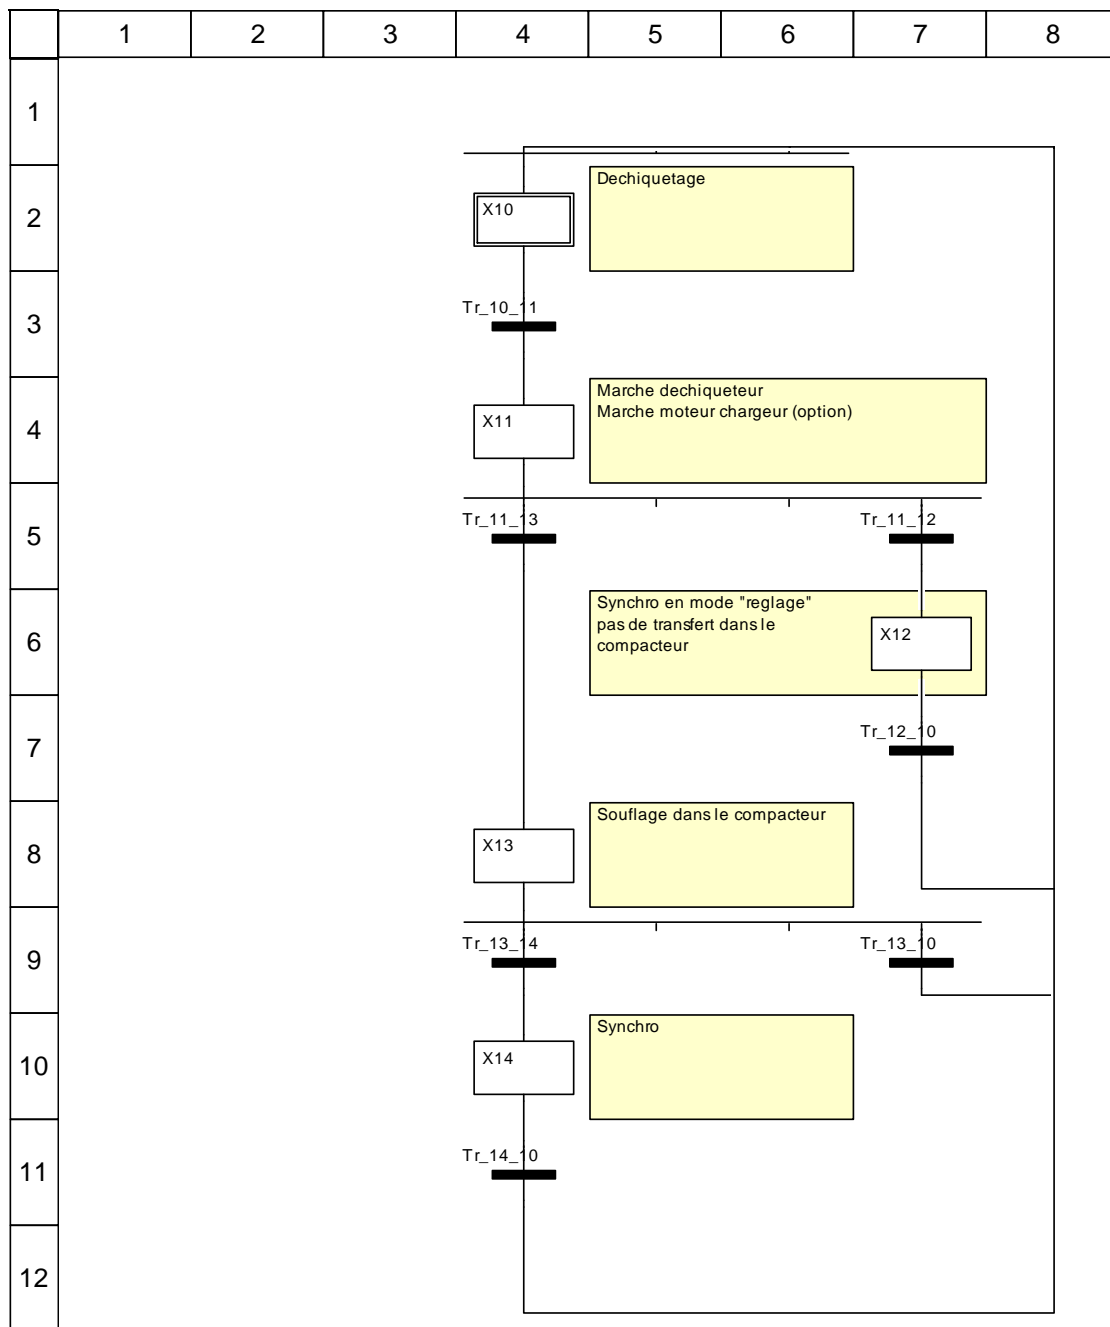 1 2 3 4 5 6 7 8
1
Dechiquetage
2
X10
Tr_10_11
3
Marche dechiqueteur
Marche moteur chargeur (option)
4
X11
Tr_11_13 Tr_11_12
5
Synchro en mode "reglage"
pas de transfert dans le
compacteur
6
X12
Tr_12_10
7
Souflage dans le compacteur
8
X13
Tr_13_14 Tr_13_10
9
Synchro
10
X14
Tr_14_10
11
12